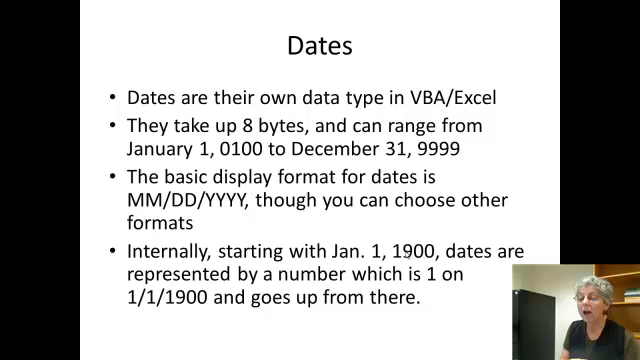 Dates
• Dates are their own data type in VBA/Excel
• They take up 8 bytes, and can range from
January 1, 0100 to December 31, 9999
• The basic display format for dates is
MM/DD/YYYY, though you can choose other
formats
• Internally, starting with Jan. 1, 1900, dates are
represented by a number which is 1 on
1/1/1900 and goes up from there.